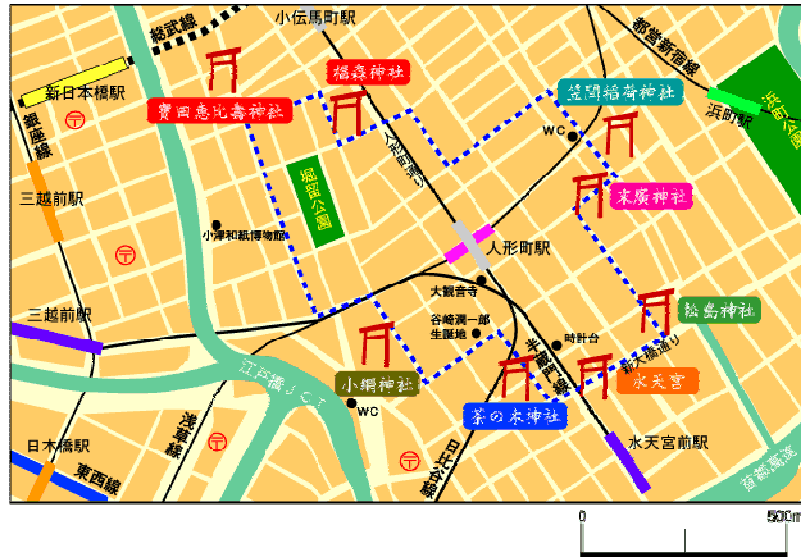 小伝馬町駅
総武線
都営新宿線
新日本橋駅
椙森神社
笠間稲荷神社
寶田恵比壽神社
浜町駅
浜町公園
銀座線
WC
人形町通り
堀留公園
末廣神社
三越前駅
小津和紙博物館
人形町駅
大観音寺
松島神社
三越前駅
谷崎潤一郎
生誕地
時計台
新大橋通り
半蔵門線
江戸橋JCT
小網神社
水天宮
茶の木神社
WC
浅草線
日本橋駅
日比谷線
水天宮前駅
東西線
首都高速
0
500m